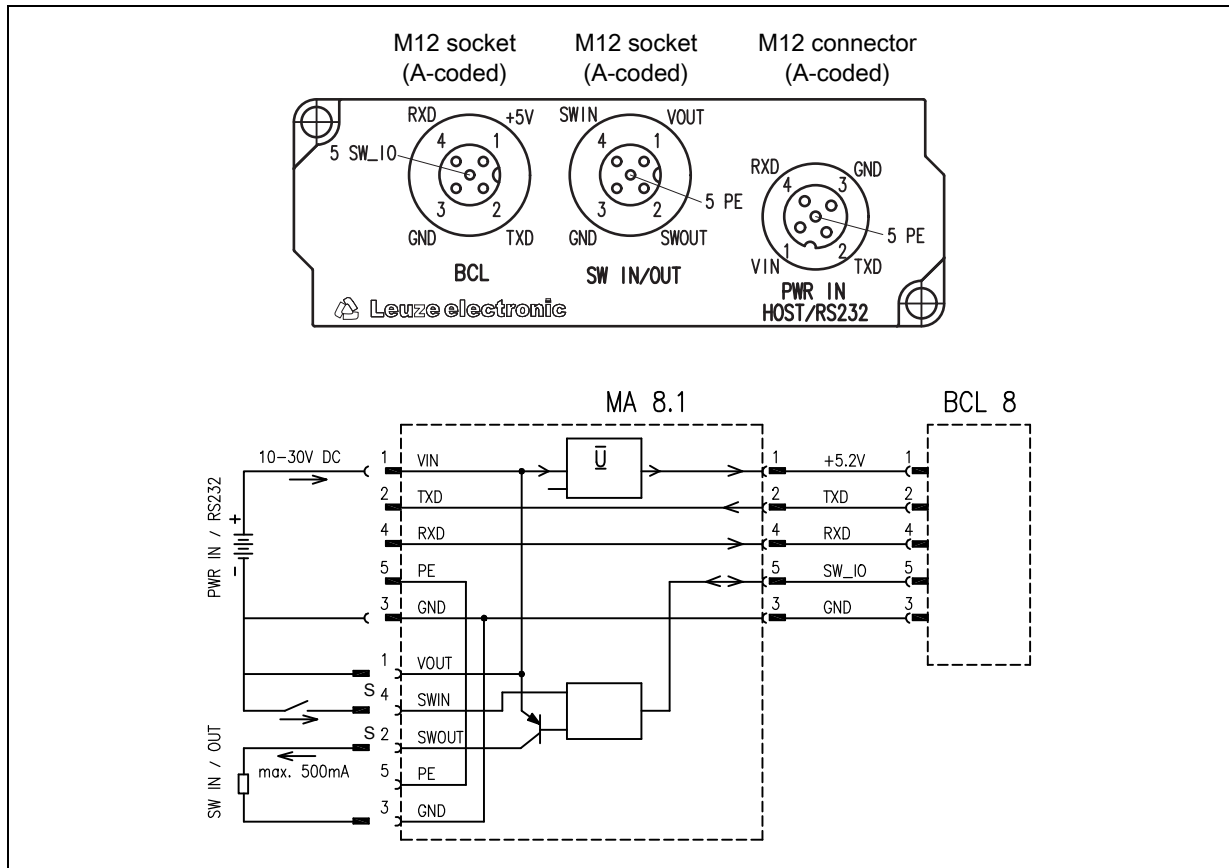 M12 socket
(A-coded)
M12 socket
(A-coded)
M12 connector
(A-coded)
RXD
+5V
4
1
5 SW_IO
3
2
GND
TXD
BCL
SWIN
VOUT
4
1
5 PE
3
2
GND
SWOUT
SW IN/OUT
RXD
GND
4
3
5 PE
1
2
VIN
TXD
PWR IN
HOST/RS232
Leuze electronic
MA 8.1
BCL 8
10-30V DC
1
VIN
Ū
1
+5.2V
1
2
TXD
2
TXD
2
4
RXD
4
RXD
4
5
PE
5
SW_IO
5
3
GND
3
GND
3
PWR IN / RS232
+
-
1
VOUT
S
4
SWIN
S
2
SWOUT
max. 500mA
5
PE
3
GND
SW IN / OUT